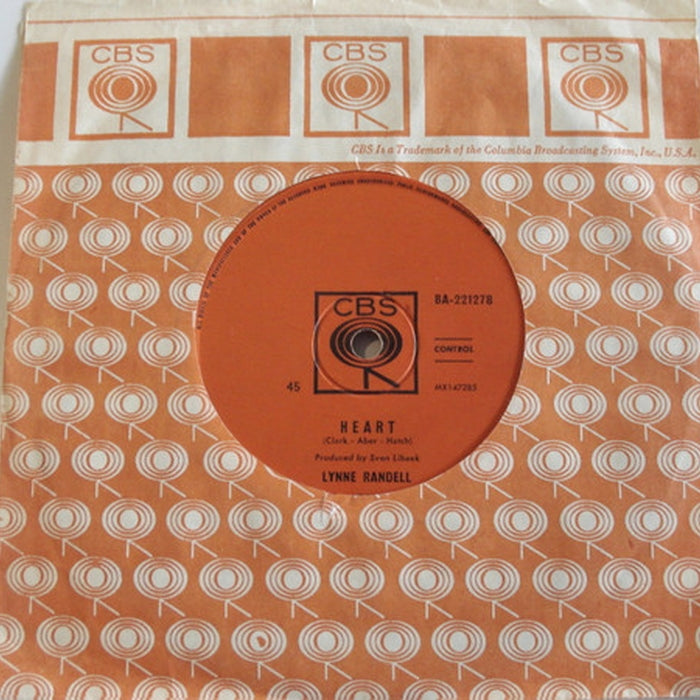 CBS CBS CBS
CBS Is a Trademark of the Columbia Broadcasting System, Inc., U.S.A.
CBS
BA-221278
CONTROL
45
MX147285
HEART
(Clark - Aber - Hatch)
Produced by Sven Libaek
LYNNE RANDELL